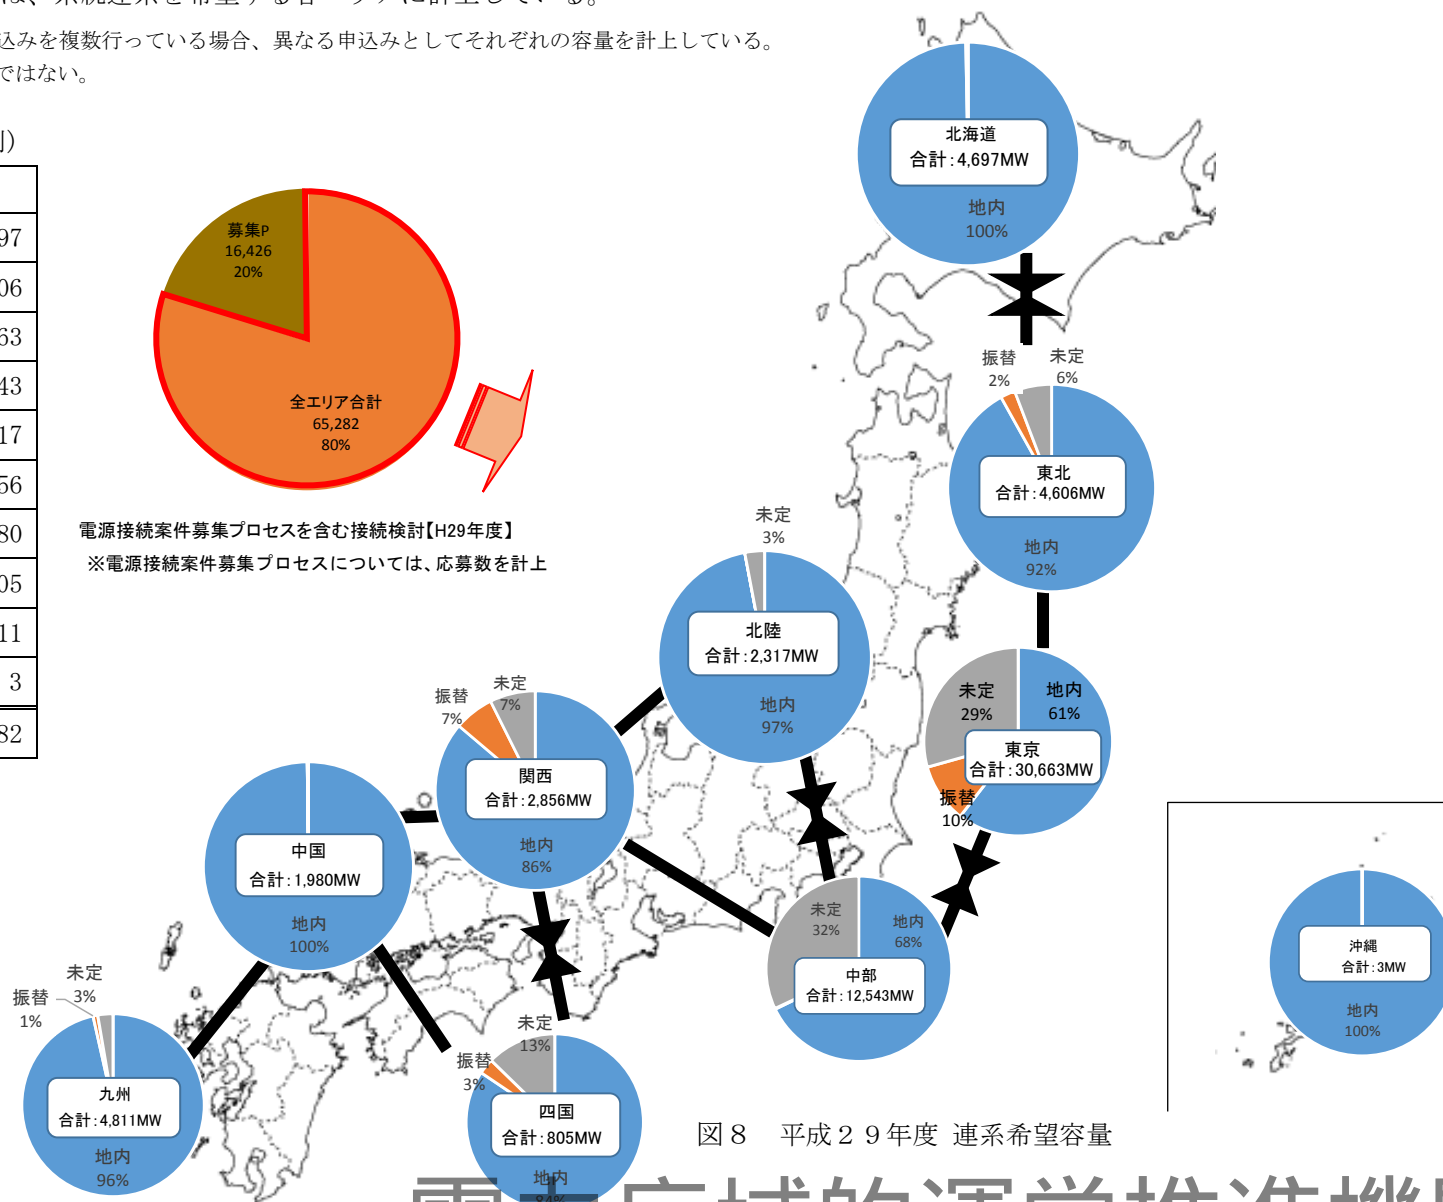 込みを複数行っている場合、異なる申込みとしてそれぞれの容量を計上している。
ではない。
97
06
63
43
17
56
80
05
11
3
82
募集P
16,426
20%
全エリア合計
65,282
80%
電源接続案件募集プロセスを含む接続検討【H29年度】
※電源接続案件募集プロセスについては、応募数を計上
北海道
合計：4,697MW
地内
100%
振替
2%
未定
6%
東北
合計：4,606MW
地内
92%
未定
3%
北陸
合計：2,317MW
地内
97%
未定
29%
地内
61%
東京
合計：30,663MW
振替
10%
振替
7%
未定
7%
関西
合計：2,856MW
地内
86%
中国
合計：1,980MW
地内
100%
未定
32%
地内
68%
中部
合計：12,543MW
沖縄
合計：3MW
地内
100%
未定
3%
振替
1%
九州
合計：4,811MW
地内
96%
未定
13%
振替
3%
四国
合計：805MW
地内
84%
図８　平成２９年度 連系希望容量